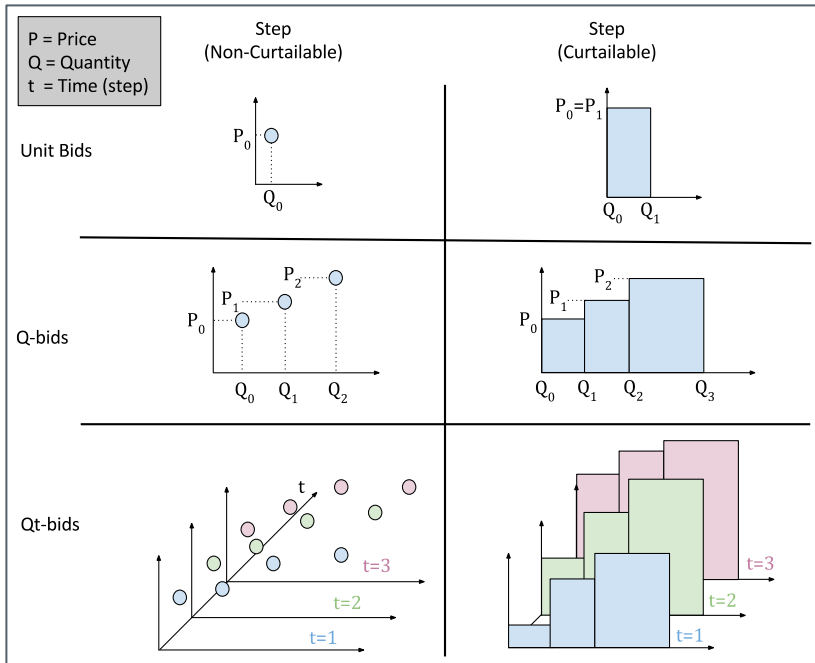 P = Price
Q = Quantity
t = Time (step)
Step
(Non-Curtailable)
Step
(Curtailable)
Unit Bids
P₀
Q₀
P₀=P₁
Q₀ Q₁
Q-bids
P₂
P₁
P₀
Q₀ Q₁ Q₂
P₂
P₁
P₀
Q₀ Q₁ Q₂ Q₃
Qt-bids
t
t=3
t=2
t=1
t=3
t=2
t=1